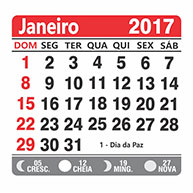 Janeiro 2017
DOM SEG TER QUA QUI SEX SÁB
1 2 3 4 5 6 7
8 9 10 11 12 13 14
15 16 17 18 19 20 21
22 23 24 25 26 27 28
29 30 31 1 - Dia da Paz
05 CRESC. 12 CHEIA 19 MING. 27 NOVA